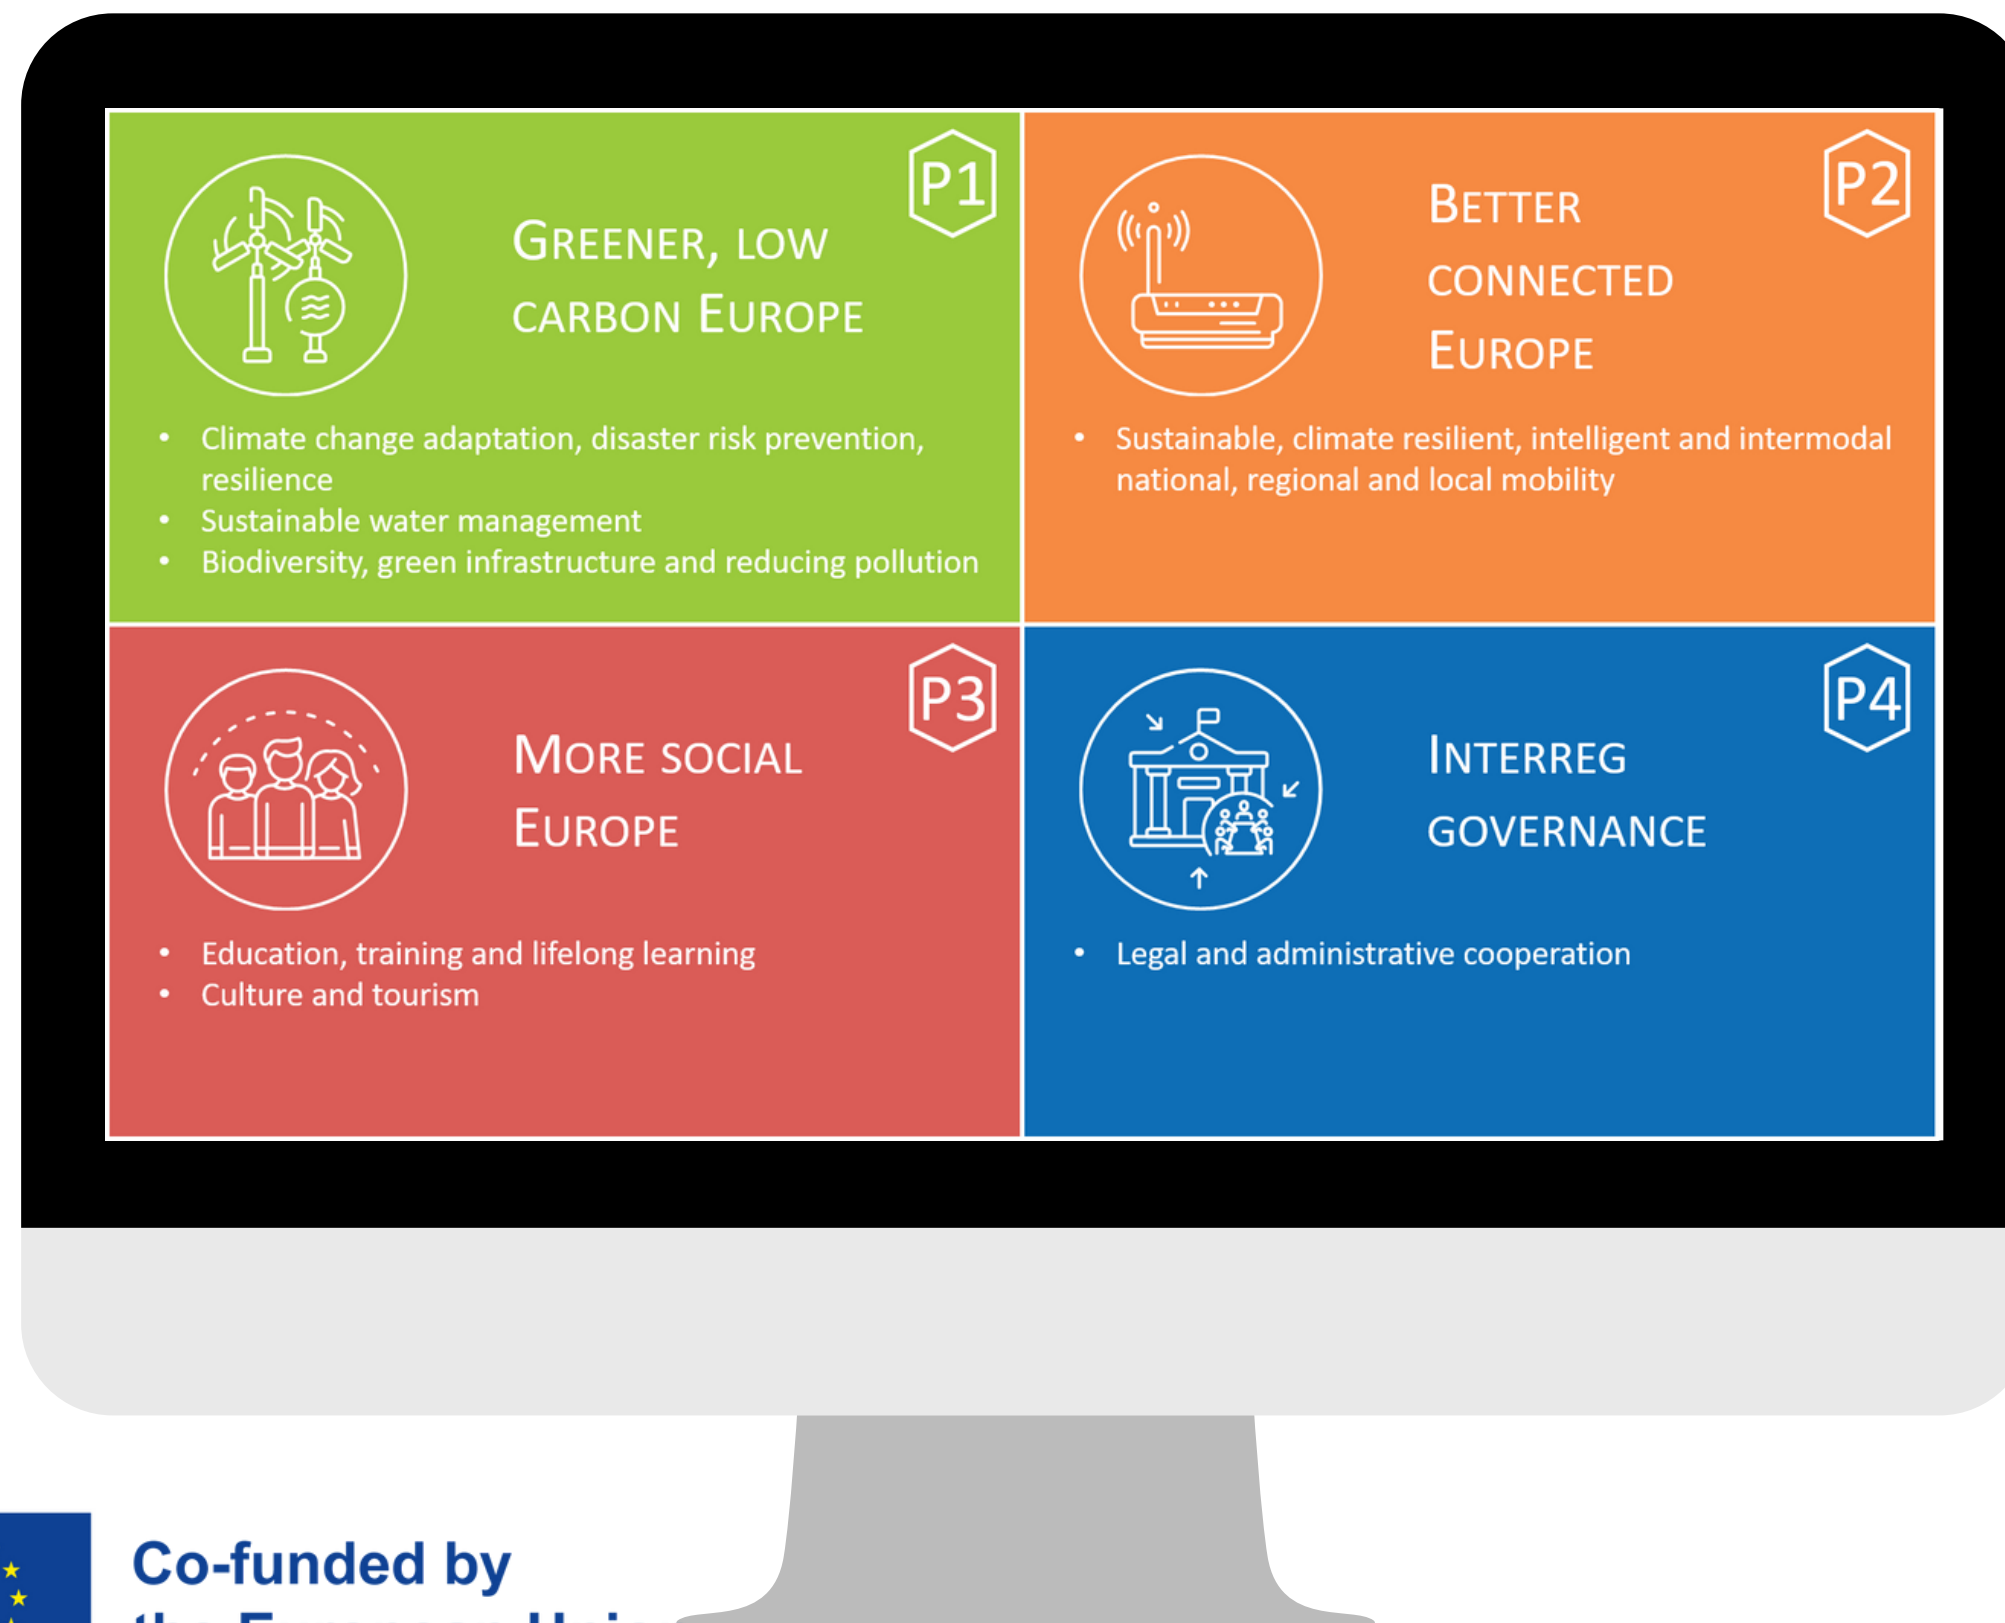 P1
GREENER, LOW
CARBON EUROPE
• Climate change adaptation, disaster risk prevention,
resilience
• Sustainable water management
• Biodiversity, green infrastructure and reducing pollution
P2
BETTER
CONNECTED
EUROPE
• Sustainable, climate resilient, intelligent and intermodal
national, regional and local mobility
P3
MORE SOCIAL
EUROPE
• Education, training and lifelong learning
• Culture and tourism
P4
INTERREG
GOVERNANCE
• Legal and administrative cooperation
Co-funded by
the European